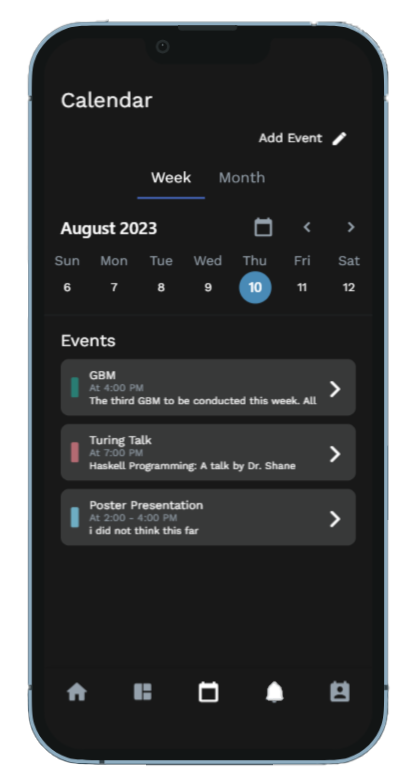 Calendar
Add Event
Week Month
August 2023
Sun Mon Tue Wed Thu Fri Sat
6 7 8 9 10 11 12
Events
GBM
At 4:00 PM
The third GBM to be conducted this week. All
Turing Talk
At 7:00 PM
Haskell Programming: A talk by Dr. Shane
Poster Presentation
At 2:00 - 4:00 PM
i did not think this far